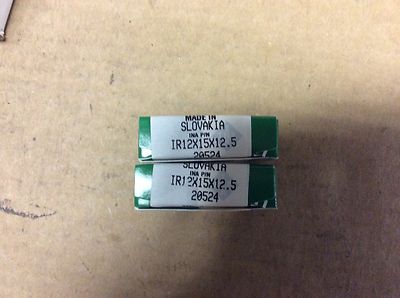 MADE IN
SLOVAKIA
INA P/N
IR12X15X12.5
20524
SLOVAKIA
INA P/N
IR12X15X12.5
20524